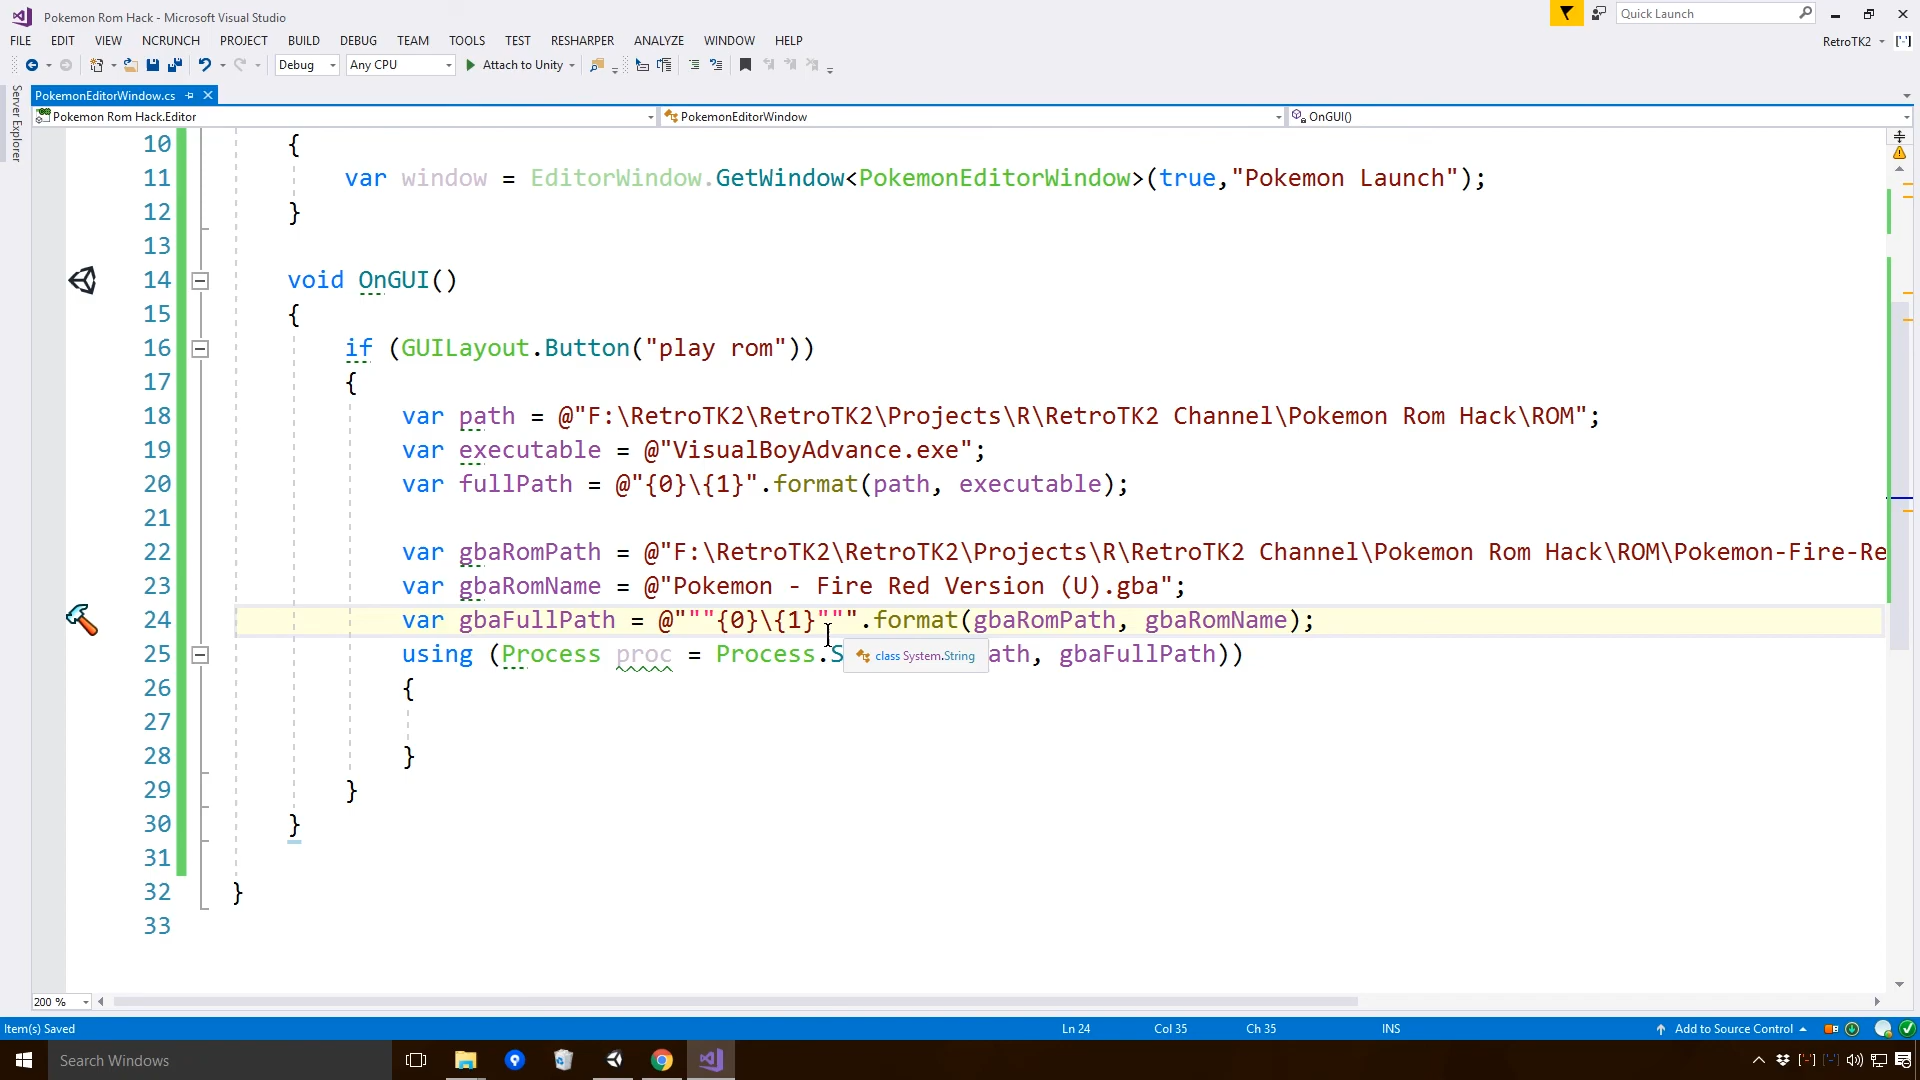 Pokemon Rom Hack - Microsoft Visual Studio
Quick Launch
FILE EDIT VIEW NCRUNCH PROJECT BUILD DEBUG TEAM TOOLS TEST RESHARPER ANALYZE WINDOW HELP
RetroTK2
Debug Any CPU Attach to Unity
Server Explorer
PokemonEditorWindow.cs
Pokemon Rom Hack.Editor PokemonEditorWindow OnGUI()
10 {
11 var window = EditorWindow.GetWindow<PokemonEditorWindow>(true,"Pokemon Launch");
12 }
13
14 void OnGUI()
15 {
16 if (GUILayout.Button("play rom"))
17 {
18 var path = @"F:\RetroTK2\RetroTK2\Projects\R\RetroTK2 Channel\Pokemon Rom Hack\ROM";
19 var executable = @"VisualBoyAdvance.exe";
20 var fullPath = @"{0}\{1}".format(path, executable);
21
22 var gbaRomPath = @"F:\RetroTK2\RetroTK2\Projects\R\RetroTK2 Channel\Pokemon Rom Hack\ROM\Pokemon-Fire-Re
23 var gbaRomName = @"Pokemon - Fire Red Version (U).gba";
24 var gbaFullPath = @"""{0}\{1}""".format(gbaRomPath, gbaRomName);
25 using (Process proc = Process.S class System.String ath, gbaFullPath))
26 {
27
28 }
29 }
30 }
31
32 }
33
200 %
Item(s) Saved Ln 24 Col 35 Ch 35 INS Add to Source Control
Search Windows